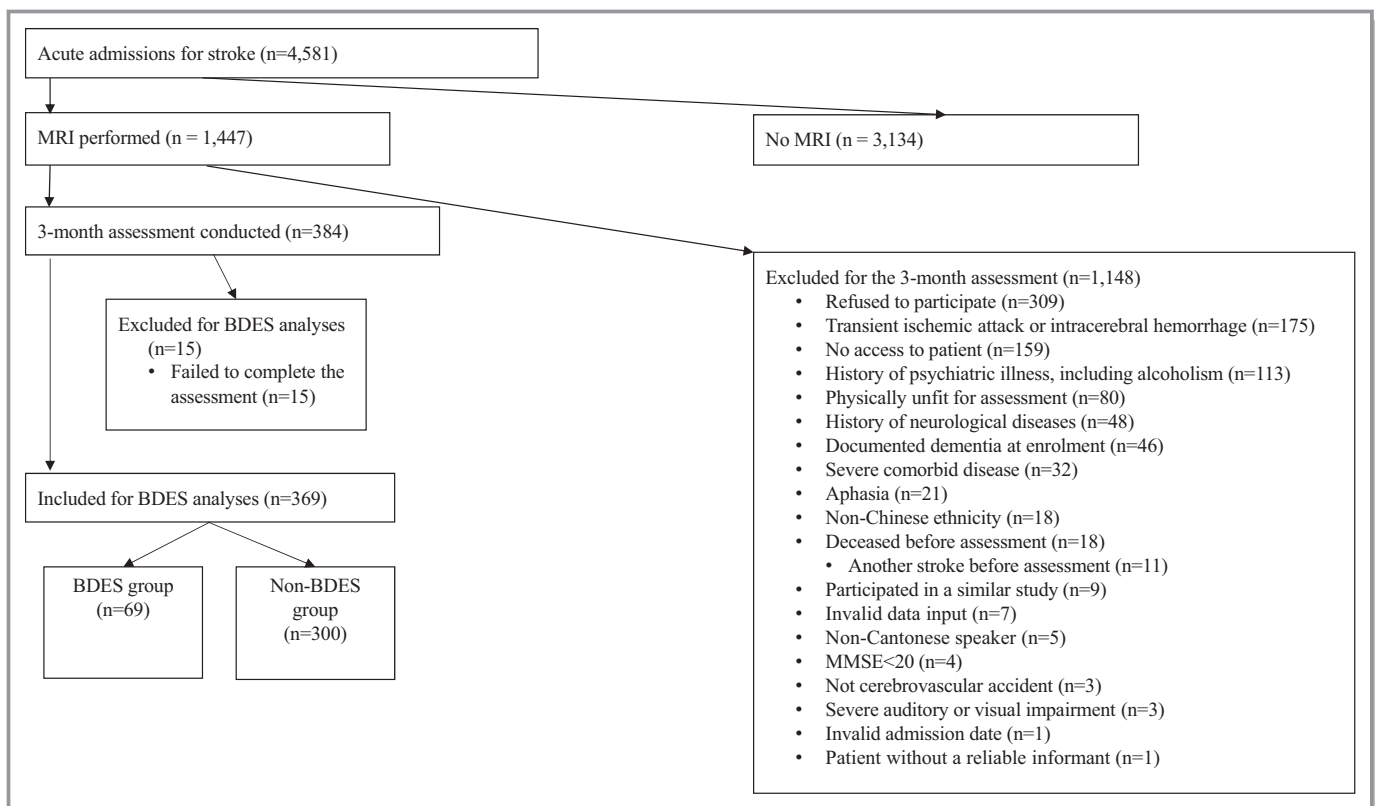 Acute admissions for stroke (n=4,581)
MRI performed (n = 1,447)
No MRI (n = 3,134)
3-month assessment conducted (n=384)
Excluded for the 3-month assessment (n=1,148)
• Refused to participate (n=309)
• Transient ischemic attack or intracerebral hemorrhage (n=175)
• No access to patient (n=159)
• History of psychiatric illness, including alcoholism (n=113)
• Physically unfit for assessment (n=80)
• History of neurological diseases (n=48)
• Documented dementia at enrolment (n=46)
• Severe comorbid disease (n=32)
• Aphasia (n=21)
• Non-Chinese ethnicity (n=18)
• Deceased before assessment (n=18)
• Another stroke before assessment (n=11)
• Participated in a similar study (n=9)
• Invalid data input (n=7)
• Non-Cantonese speaker (n=5)
• MMSE<20 (n=4)
• Not cerebrovascular accident (n=3)
• Severe auditory or visual impairment (n=3)
• Invalid admission date (n=1)
• Patient without a reliable informant (n=1)
Excluded for BDES analyses
(n=15)
• Failed to complete the
assessment (n=15)
Included for BDES analyses (n=369)
BDES group
(n=69)
Non-BDES
group
(n=300)